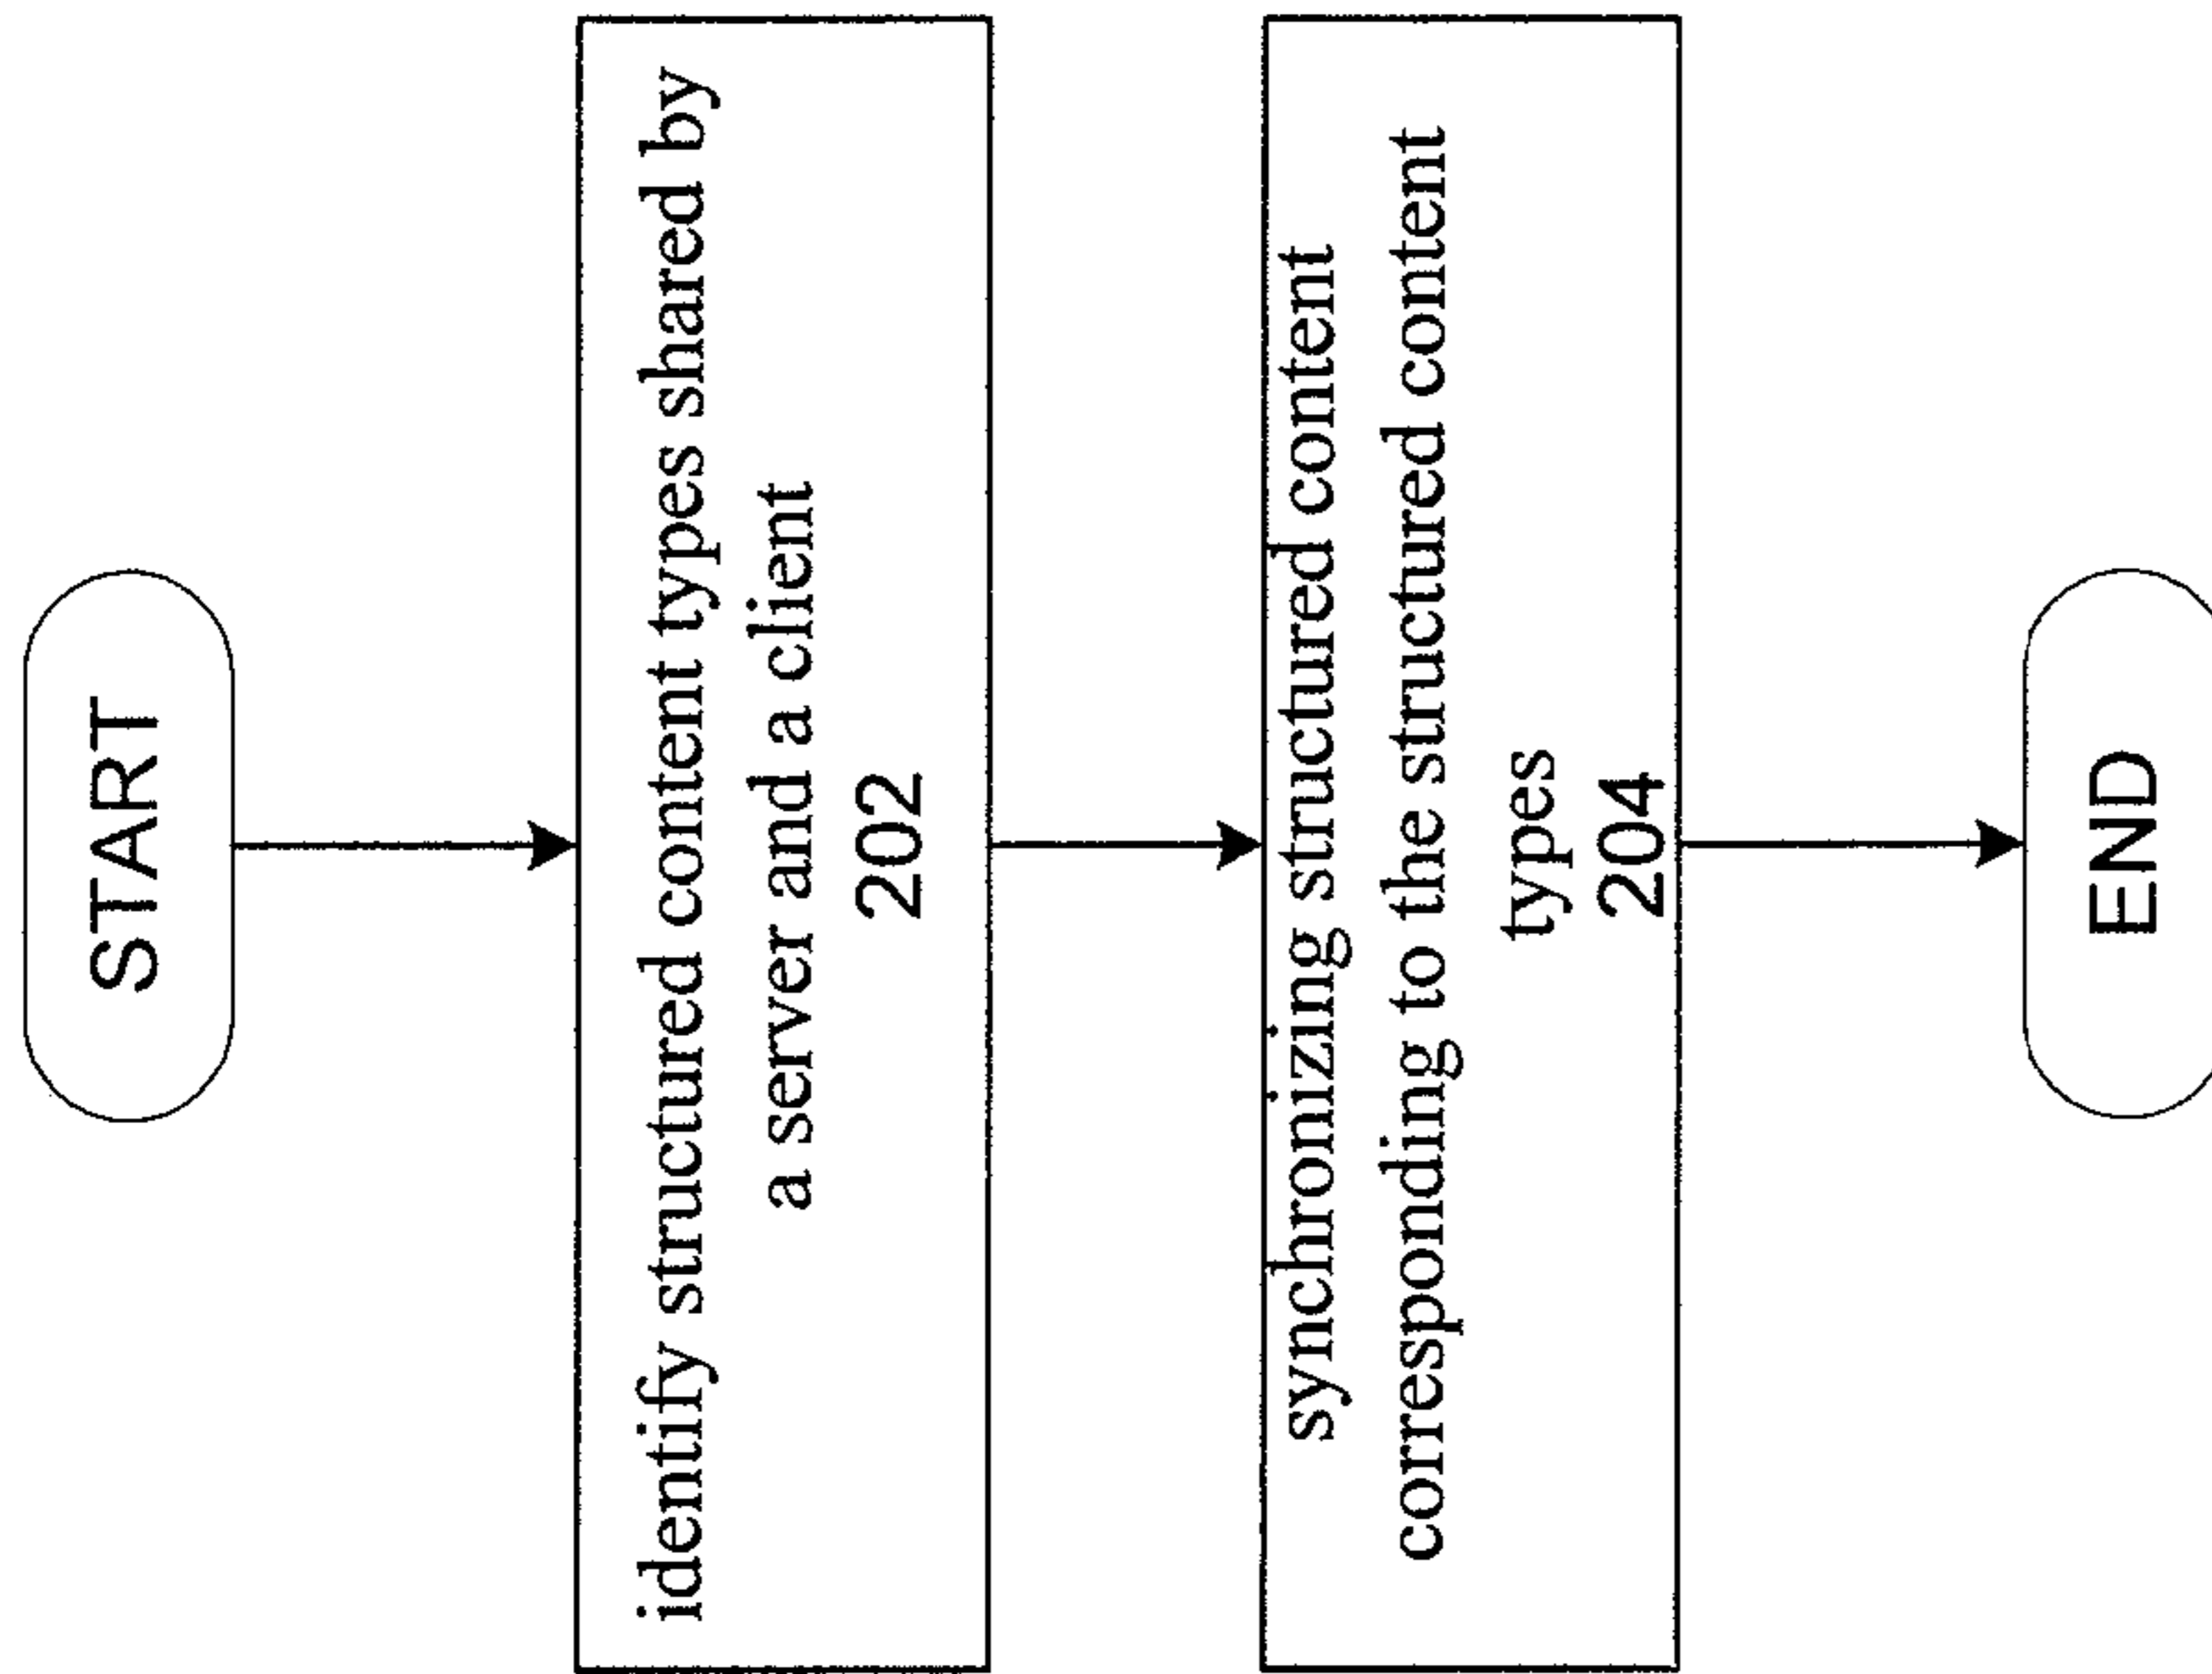 START
identify structured content types shared by
a server and a client
202
synchronizing structured content
corresponding to the structured content
types
204
END